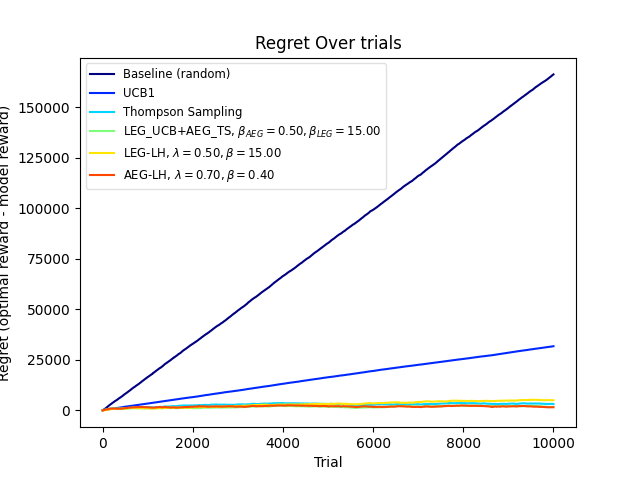 Regret Over trials
Regret (optimal reward - model reward)
150000
125000
100000
75000
50000
25000
0
Baseline (random)
UCB1
Thompson Sampling
LEG_UCB+AEG_TS, β_AEG = 0.50, β_LEG = 15.00
LEG-LH, λ = 0.50, β = 15.00
AEG-LH, λ = 0.70, β = 0.40
0 2000 4000 6000 8000 10000
Trial